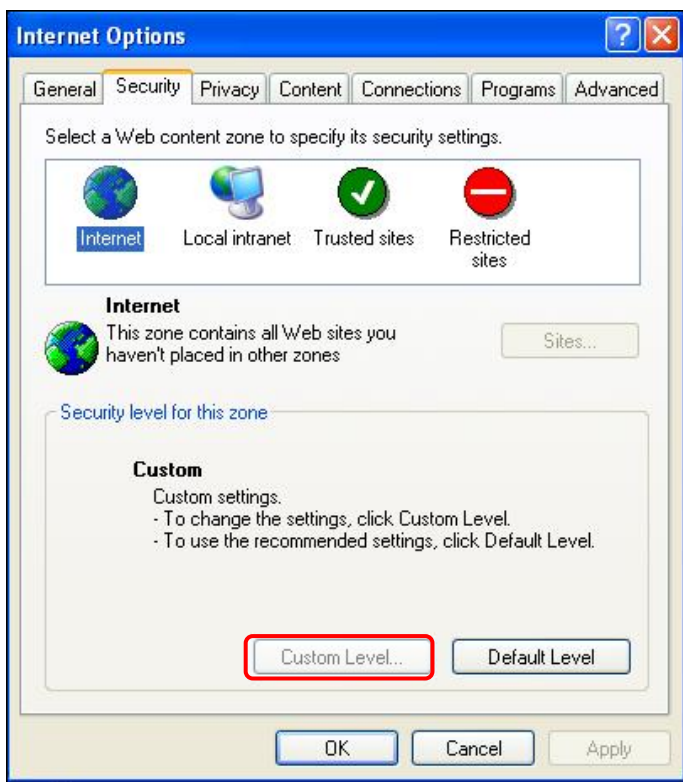 Internet Options
General Security Privacy Content Connections Programs Advanced
Select a Web content zone to specify its security settings.
Internet Local intranet Trusted sites Restricted
sites
Internet
This zone contains all Web sites you
haven't placed in other zones
Sites...
Security level for this zone
Custom
Custom settings.
- To change the settings, click Custom Level.
- To use the recommended settings, click Default Level.
Custom Level... Default Level
OK Cancel Apply